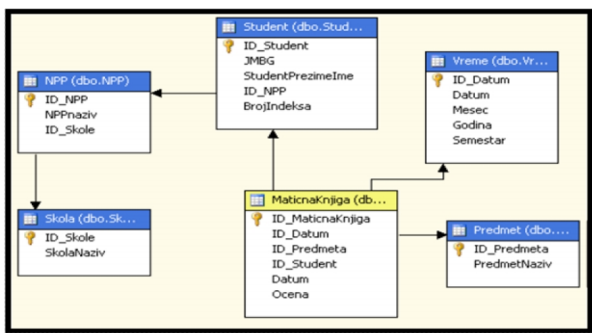 Student (dbo.Stud...
ID_Student
JMBG
StudentPrezimeIme
ID_NPP
BrojIndeksa
NPP (dbo.NPP)
ID_NPP
NPPnaziv
ID_Skole
Vreme (dbo.Vr...
ID_Datum
Datum
Mesec
Godina
Semestar
Skola (dbo.Sk...
ID_Skole
SkolaNaziv
MaticnaKnjiga (db...
ID_MaticnaKnjiga
ID_Datum
ID_Predmeta
ID_Student
Datum
Ocena
Predmet (dbo....
ID_Predmeta
PredmetNaziv